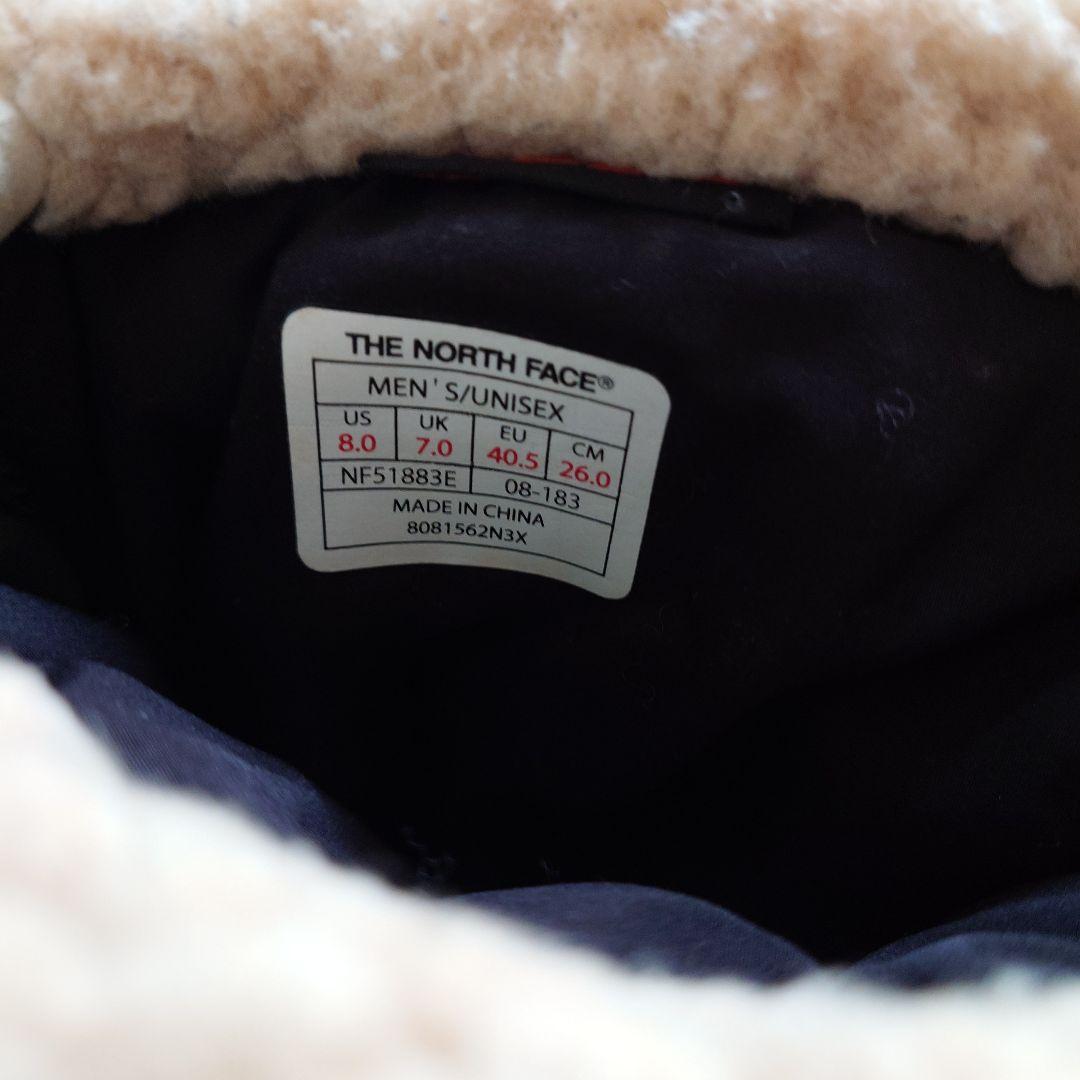 THE NORTH FACE®
MEN'S/UNISEX
US UK EU CM
8.0 7.0 40.5 26.0
NF51883E 08-183
MADE IN CHINA
8081562N3X